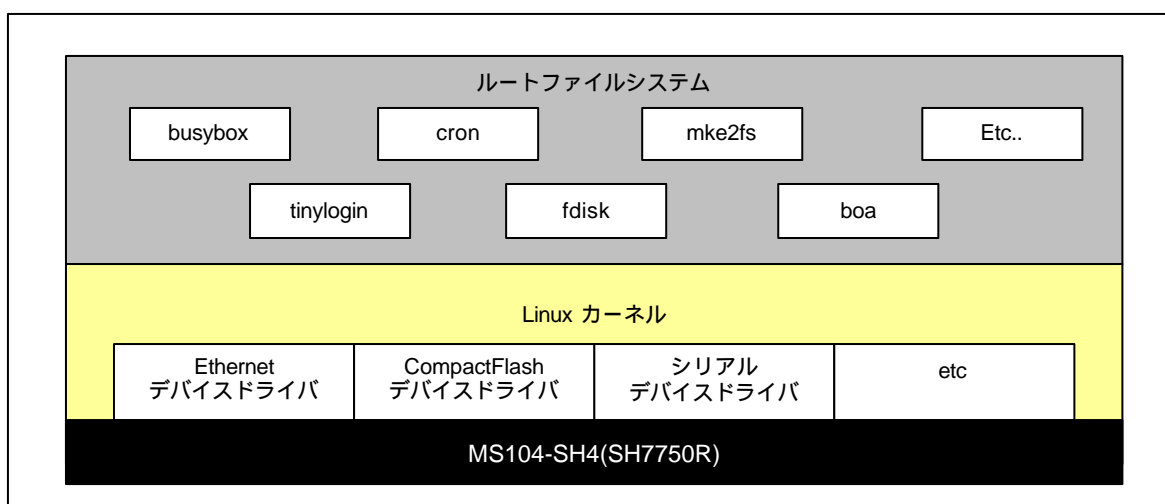 ルートファイルシステム
busybox
cron
mke2fs
Etc..
tinylogin
fdisk
boa
Linux カーネル
Ethernet
デバイスドライバ
CompactFlash
デバイスドライバ
シリアル
デバイスドライバ
etc
MS104-SH4(SH7750R)